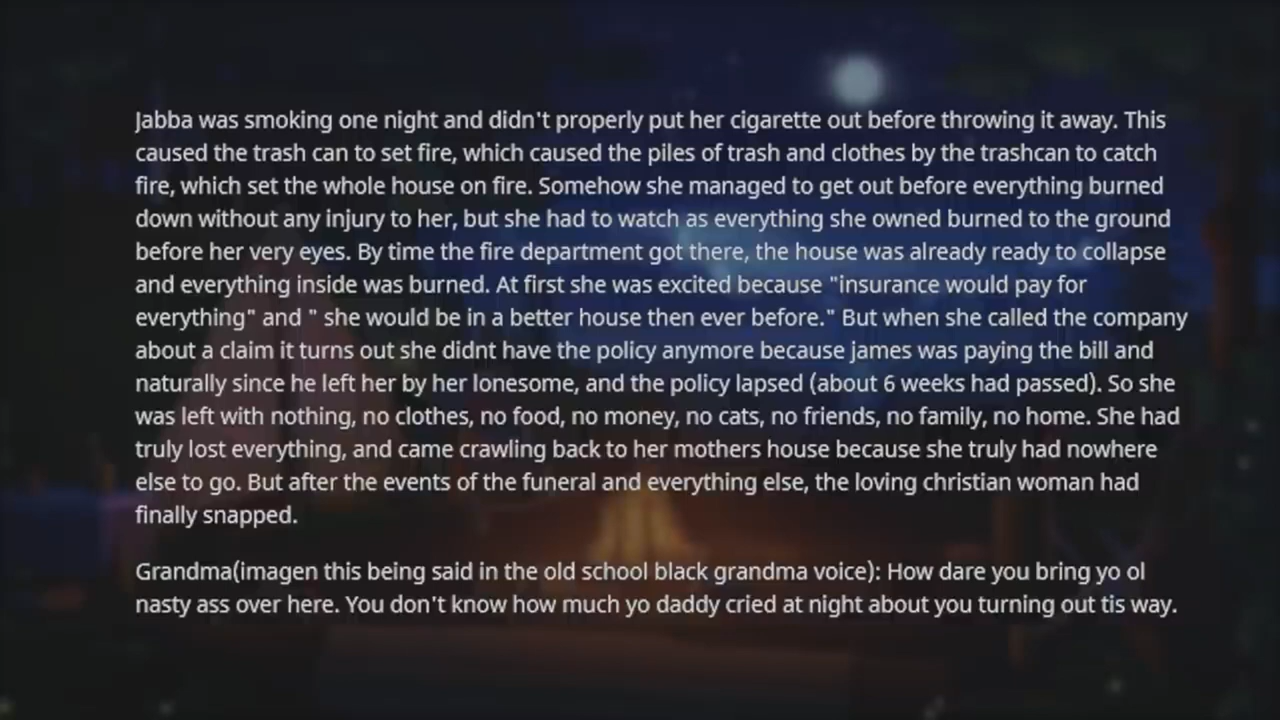 Jabba was smoking one night and didn't properly put her cigarette out before throwing it away. This
caused the trash can to set fire, which caused the piles of trash and clothes by the trashcan to catch
fire, which set the whole house on fire. Somehow she managed to get out before everything burned
down without any injury to her, but she had to watch as everything she owned burned to the ground
before her very eyes. By time the fire department got there, the house was already ready to collapse
and everything inside was burned. At first she was excited because "insurance would pay for
everything" and " she would be in a better house then ever before." But when she called the company
about a claim it turns out she didnt have the policy anymore because james was paying the bill and
naturally since he left her by her lonesome, and the policy lapsed (about 6 weeks had passed). So she
was left with nothing, no clothes, no food, no money, no cats, no friends, no family, no home. She had
truly lost everything, and came crawling back to her mothers house because she truly had nowhere
else to go. But after the events of the funeral and everything else, the loving christian woman had
finally snapped.
Grandma(imagen this being said in the old school black grandma voice): How dare you bring yo ol
nasty ass over here. You don't know how much yo daddy cried at night about you turning out tis way.